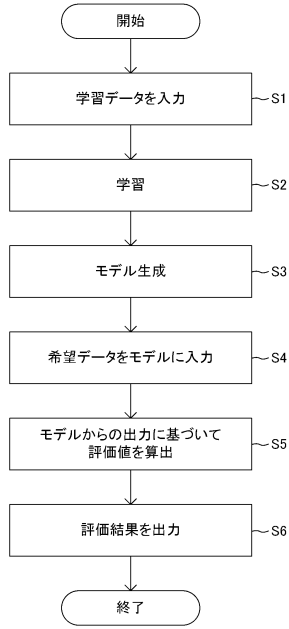 開始
学習データを入力
S1
学習
S2
モデル生成
S3
希望データをモデルに入力
S4
モデルからの出力に基づいて
評価値を算出
S5
評価結果を出力
S6
終了